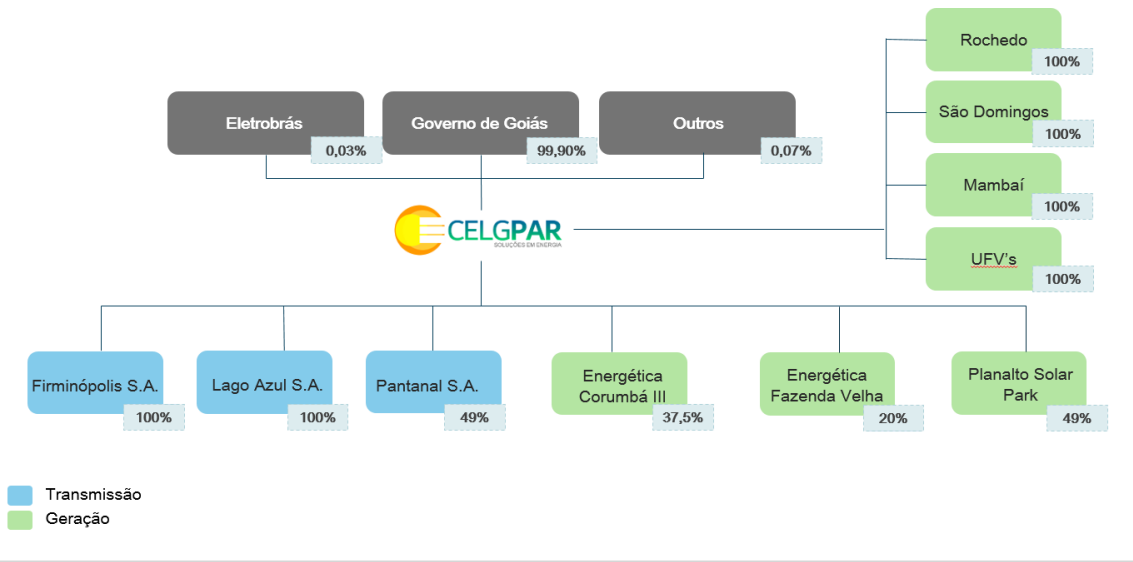 Rochedo
100%
São Domingos
100%
Mambaí
100%
UFV's
100%
Eletrobrás
0,03%
Governo de Goiás
99,90%
Outros
0,07%
CELGPAR
SOLUÇÕES EM ENERGIA
Firminópolis S.A.
100%
Lago Azul S.A.
100%
Pantanal S.A.
49%
Energética
Corumbá III
37,5%
Energética
Fazenda Velha
20%
Planalto Solar
Park
49%
Transmissão
Geração